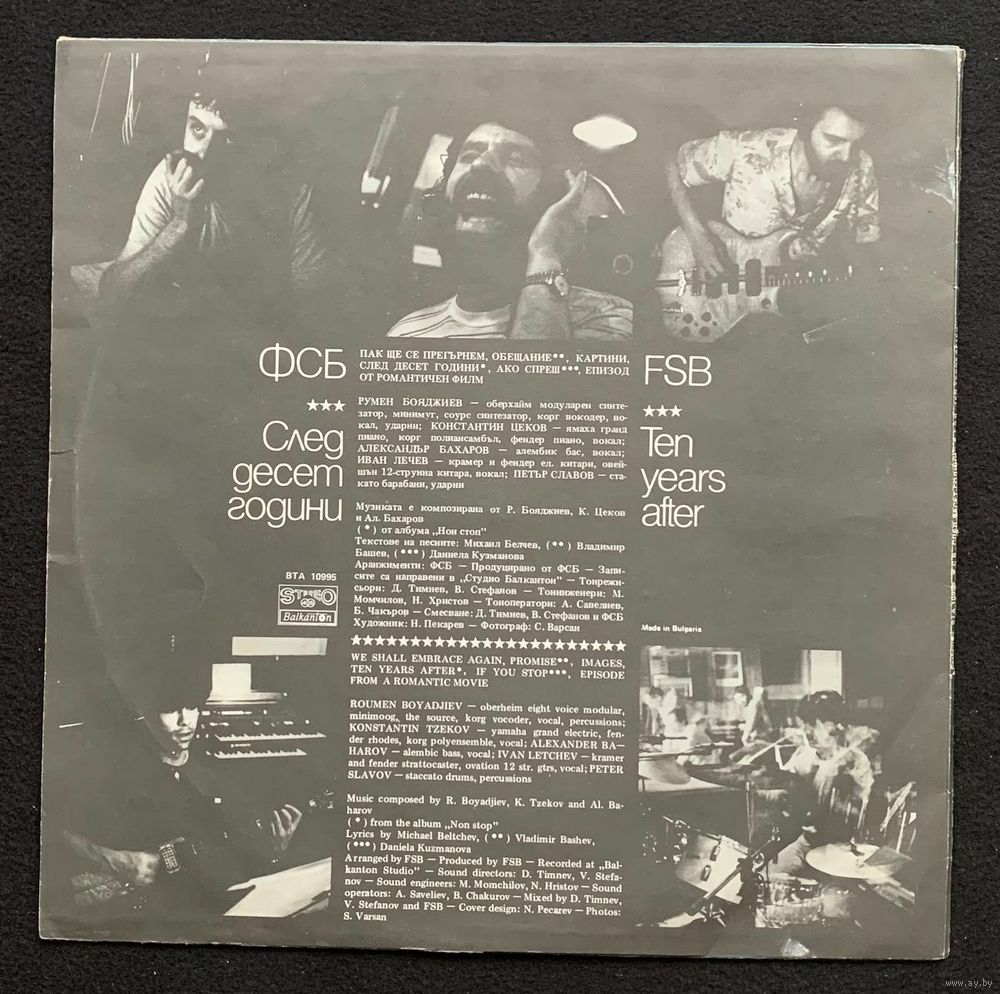 ФСБ
★★★
След
десет
години
ПАК ЩЕ СЕ ПРЕГЪРНЕМ, ОБЕЩАНИЕ**, КАРТИНИ,
СЛЕД ДЕСЕТ ГОДИНИ*, АКО СПРЕШ***, ЕПИЗОД
ОТ РОМАНТИЧЕН ФИЛМ
РУМЕН БОЯДЖИЕВ — оберхайм модуларен синте-
затор, минимуг, соурс синтезатор, корг вокодер, во-
кал, ударни; КОНСТАНТИН ЦЕКОВ — ямаха гранд
пиано, корг полиансамбъл, фендер пиано, вокал;
АЛЕКСАНДЪР БАХАРОВ — алембик бас, вокал;
ИВАН ЛЕЧЕВ — крамер и фендер ел. китари, овей-
шън 12-струнна китара, вокал; ПЕТЪР СЛАВОВ — ста-
като барабани, ударни
Музиката е композирана от Р. Бояджиев, К. Цеков
и Ал. Бахаров
(*) от албума „Нон стоп"
Текстове на песните: Михаил Белчев, (**) Владимир
Башев, (***) Даниела Кузманова
Аранжименти: ФСБ — Продуцирано от ФСБ — Запи-
сите са направени в „Студио Балкантон" — Тонрежи-
сьори: Д. Тимнев, В. Стефанов — Тонинженери: М.
Момчилов, Н. Христов — Тоноператори: А. Савелиев,
Б. Чакъров — Смесване: Д. Тимнев, В. Стефанов и ФСБ
Художник: Н. Пекарев — Фотограф: С. Варсан
FSB
★★★
Ten
years
after
BTA 10995
STEREO
Balkanton
Made in Bulgaria
★★★★★★★★★★★★★★★★★★★★★★★★
WE SHALL EMBRACE AGAIN, PROMISE**, IMAGES,
TEN YEARS AFTER*, IF YOU STOP***, EPISODE
FROM A ROMANTIC MOVIE
ROUMEN BOYADJIEV — oberheim eight voice modular,
minimoog, the source, korg vocoder, vocal, percussions;
KONSTANTIN TZEKOV — yamaha grand electric, fen-
der rhodes, korg polyensemble, vocal; ALEXANDER BA-
HAROV — alembic bass, vocal; IVAN LETCHEV — kramer
and fender strattocaster, ovation 12 str. gtrs, vocal; PETER
SLAVOV — staccato drums, percussions
Music composed by R. Boyadjiev, K. Tzekov and Al. Ba-
harov
(*) from the album „Non stop"
Lyrics by Michael Beltchev, (**) Vladimir Bashev,
(***) Daniela Kuzmanova
Arranged by FSB — Produced by FSB — Recorded at „Bal-
kanton Studio" — Sound directors: D. Timnev, V. Stefa-
nov — Sound engineers: M. Momchilov, N. Hristov — Sound
operators: A. Saveliev, B. Chakurov — Mixed by D. Timnev,
V. Stefanov and FSB — Cover design: N. Pecarev — Photos:
S. Varsan
www.ay.by